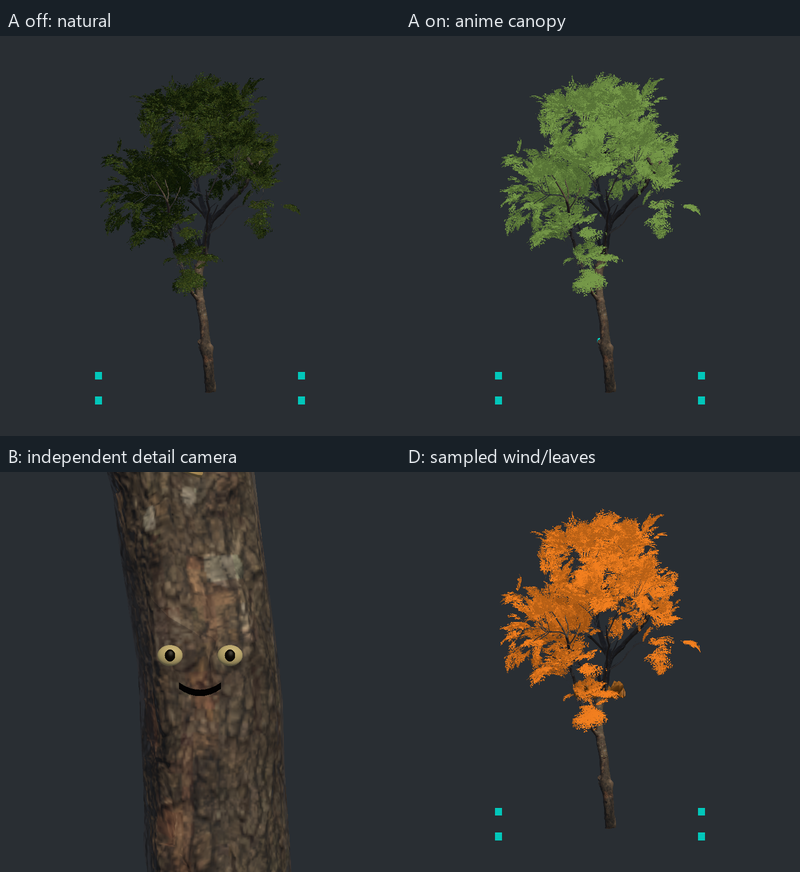 A off: natural
A on: anime canopy
B: independent detail camera
D: sampled wind/leaves